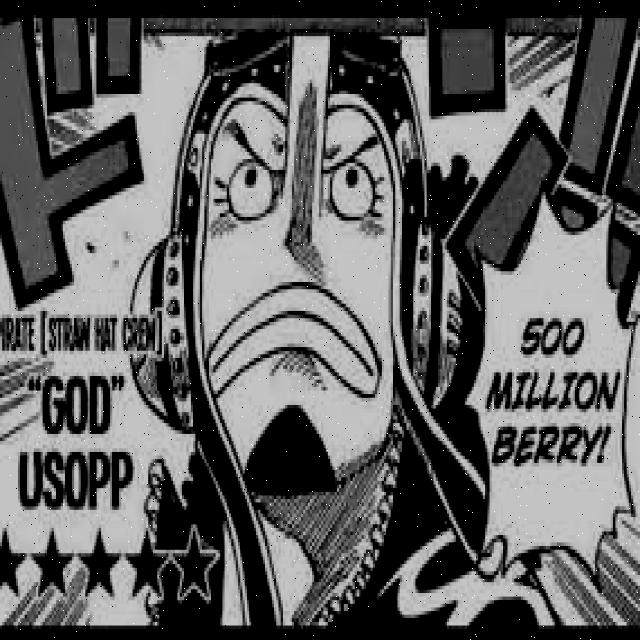 PIRATE [STRAW HAT CREW]
"GOD"
USOPP
★★★★☆
500
MILLION
BERRY!